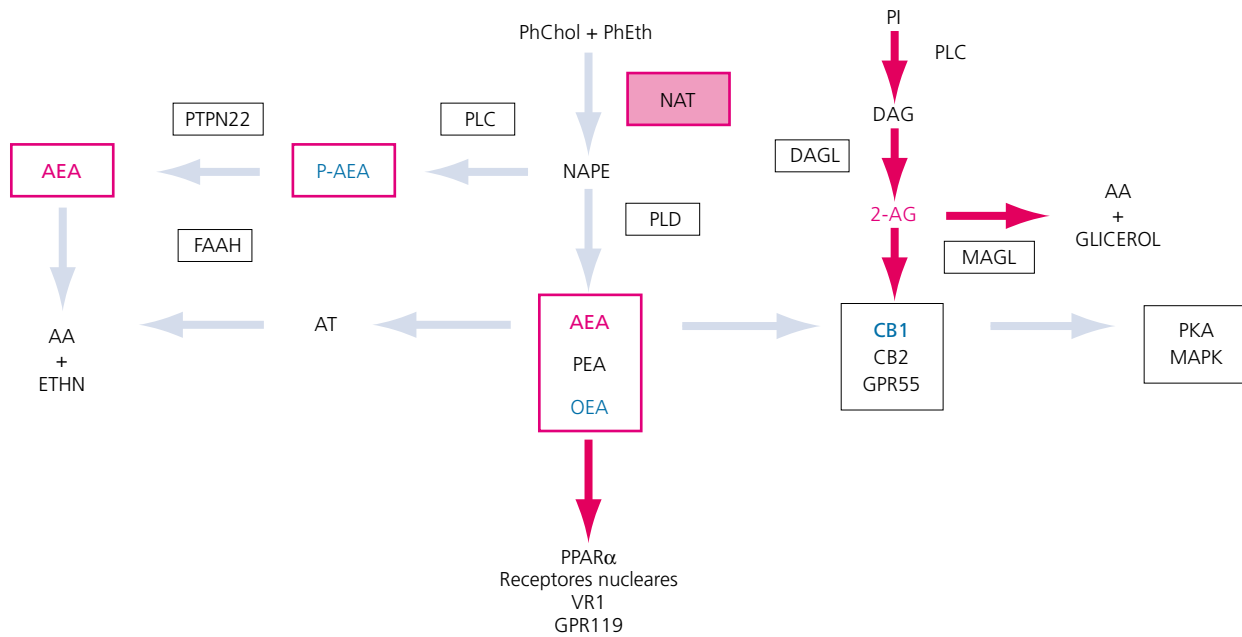 PhChol + PhEth
PI
PLC
NAT
PTPN22
PLC
DAG
DAGL
AEA
P-AEA
NAPE
2-AG
AA
+
GLICEROL
FAAH
PLD
MAGL
AA
+
ETHN
AT
AEA
PEA
OEA
CB1
CB2
GPR55
PKA
MAPK
PPARα
Receptores nucleares
VR1
GPR119